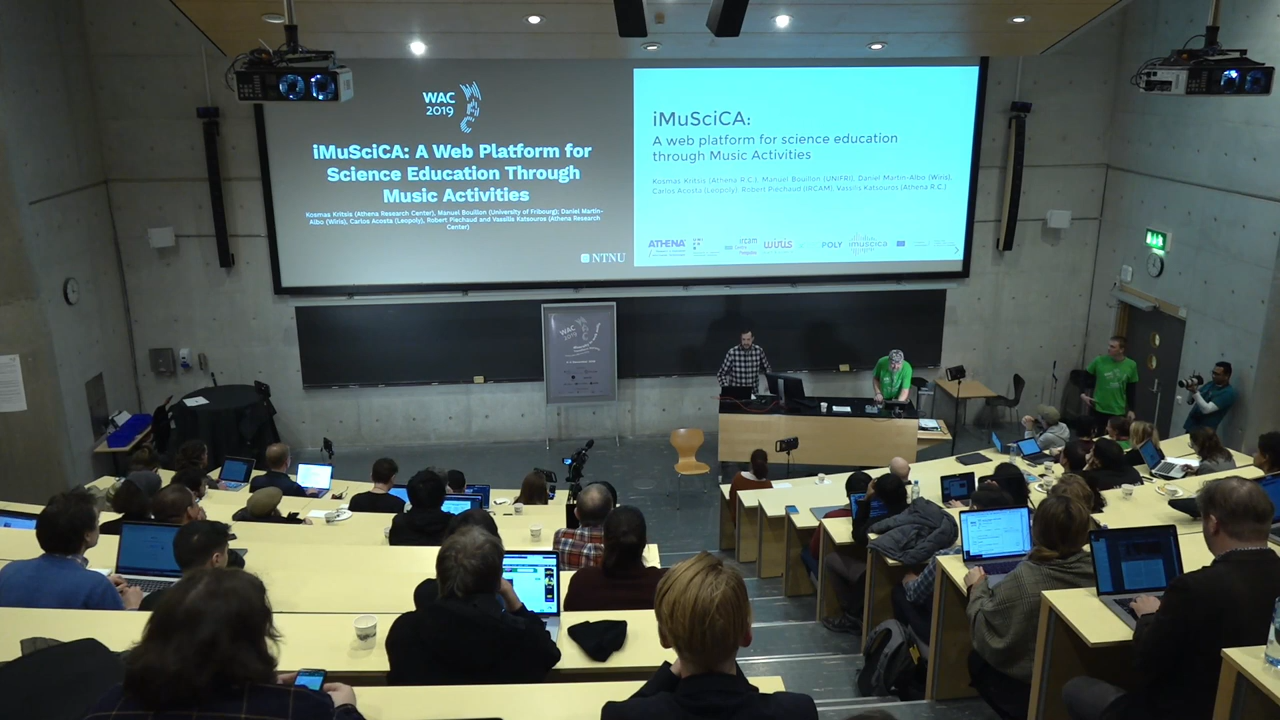 WAC
2019
iMuSciCA: A Web Platform for
Science Education Through
Music Activities
Kosmas Kritsis (Athena Research Center), Manuel Bouillon (University of Fribourg); Daniel Martin-
Albo (Wiris), Carlos Acosta (Leopoly), Robert Piechaud and Vassilis Katsouros (Athena Research
Center)
NTNU
iMuSciCA:
A web platform for science education
through Music Activities
Kosmas Kritsis (Athena R.C.), Manuel Bouillon (UNIFRI), Daniel Martín-Albo (Wiris),
Carlos Acosta (Leopoly), Robert Piechaud (IRCAM), Vassilis Katsouros (Athena R.C.)
ATHENA
ircam
wiris
POLY
imuscica
WAC
2019